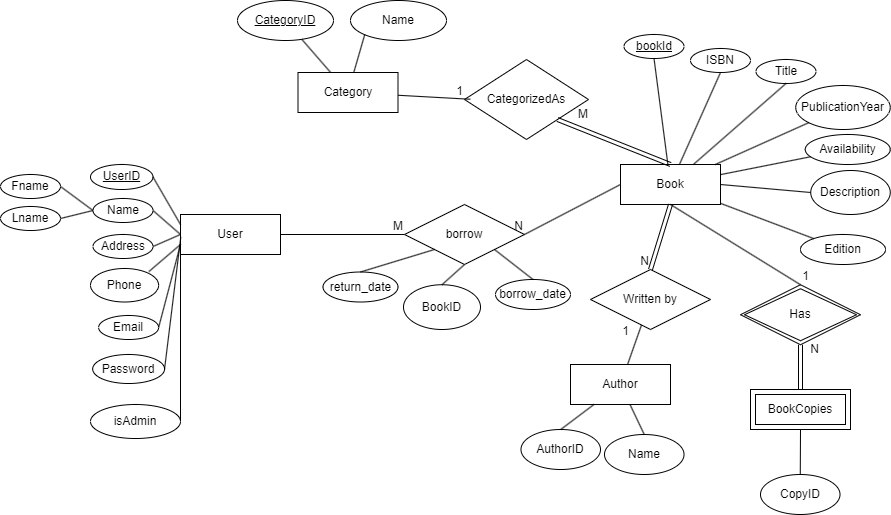 CategoryID
Name
bookId
ISBN
Title
Category
1
CategorizedAs
M
PublicationYear
Availability
Description
Edition
Book
Fname
Lname
UserID
Name
Address
Phone
Email
Password
isAdmin
User
M
borrow
N
return_date
BookID
borrow_date
N
Written by
1
Author
AuthorID
Name
1
Has
N
BookCopies
CopyID